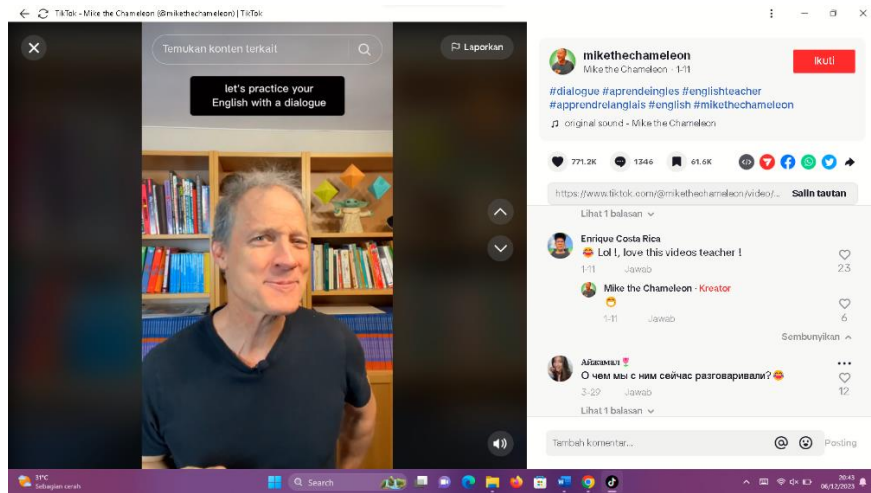 TikTok - Mike the Chameleon (@mikethechameleon) | TikTok
Temukan konten terkait
Laporkan
let's practice your
English with a dialogue
mikethechameleon
Mike the Chameleon · 1-11
Ikuti
#dialogue #aprendeingles #englishteacher
#apprendrelanglais #english #mikethechameleon
original sound - Mike the Chameleon
771.2K
1346
61.6K
https://www.tiktok.com/@mikethechameleon/video/...
Salin tautan
Lihat 1 balasan
Enrique Costa Rica
😂 Lol !, love this videos teacher !
1-11 Jawab
23
Mike the Chameleon · Kreator
😁
1-11 Jawab
6
Sembunyikan
Айжамал🌷
О чем мы с ним сейчас разговаривали?😂
3-29 Jawab
12
Lihat 1 balasan
Tambah komentar...
Posting
31°C
Sebagian cerah
Search
20:43
06/12/2023